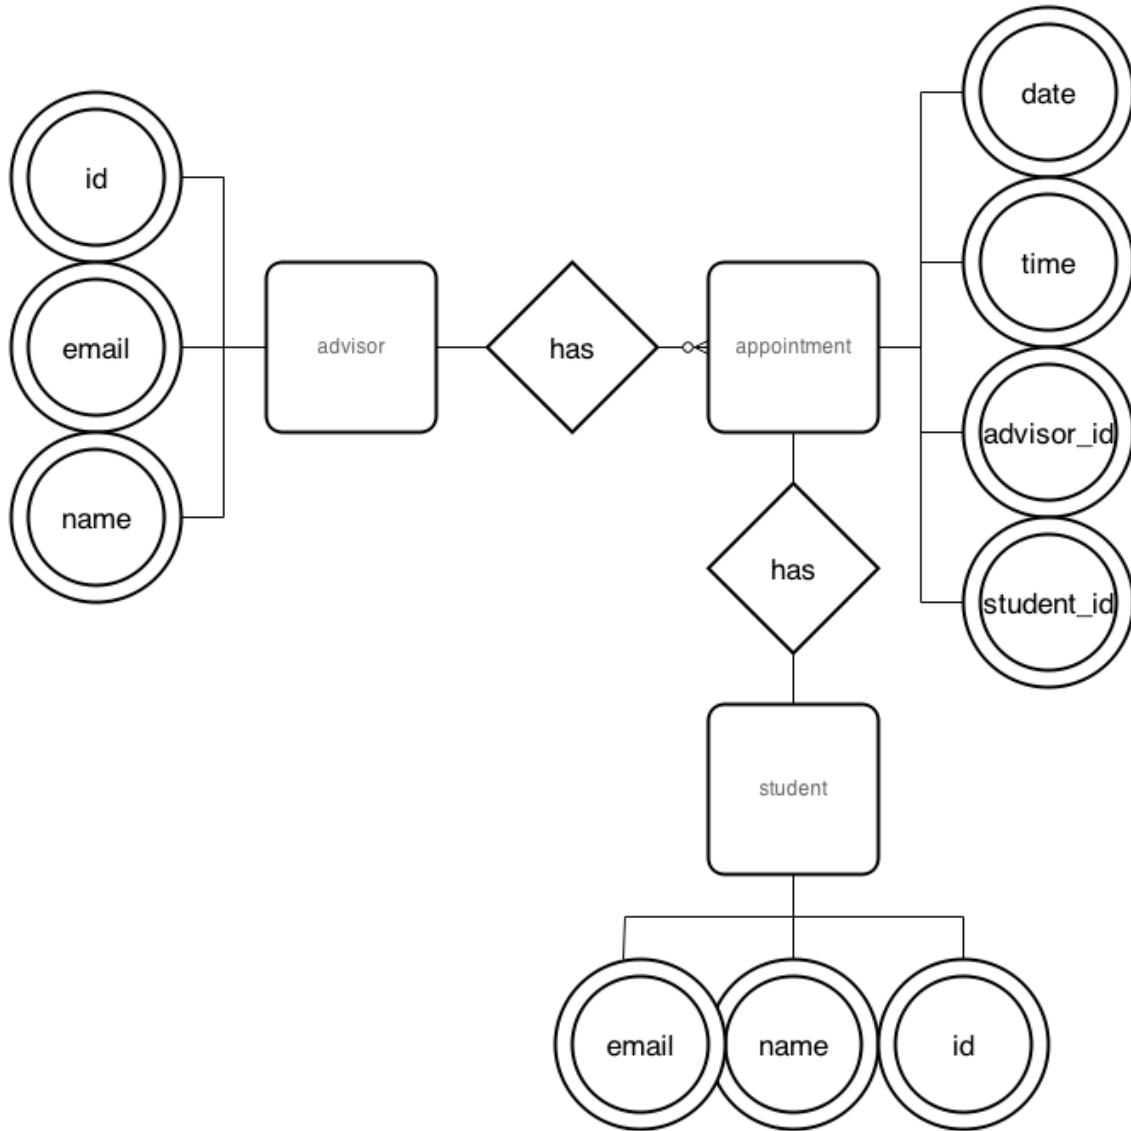 date
id
time
email
advisor
has
appointment
advisor_id
name
has
student_id
student
email
name
id